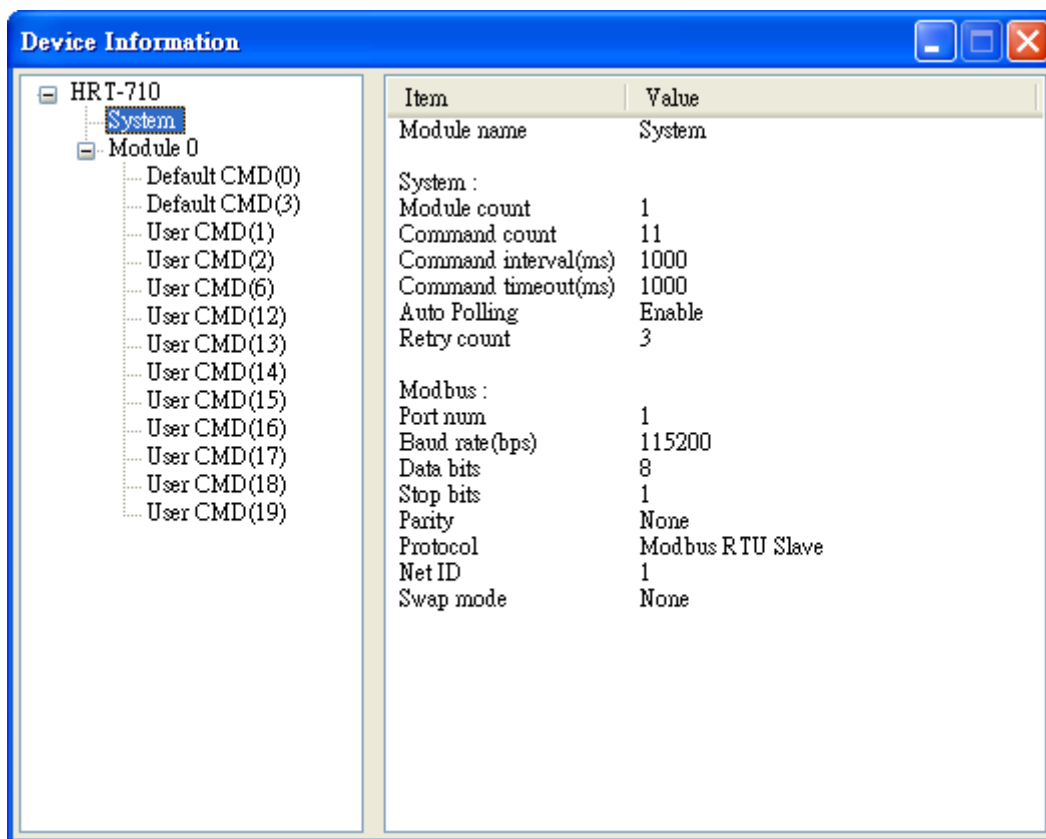 Device Information
HRT-710
System
Module 0
Default CMD(0)
Default CMD(3)
User CMD(1)
User CMD(2)
User CMD(6)
User CMD(12)
User CMD(13)
User CMD(14)
User CMD(15)
User CMD(16)
User CMD(17)
User CMD(18)
User CMD(19)
Item Value
Module name System
System :
Module count 1
Command count 11
Command interval(ms) 1000
Command timeout(ms) 1000
Auto Polling Enable
Retry count 3
Modbus :
Port num 1
Baud rate(bps) 115200
Data bits 8
Stop bits 1
Parity None
Protocol Modbus RTU Slave
Net ID 1
Swap mode None